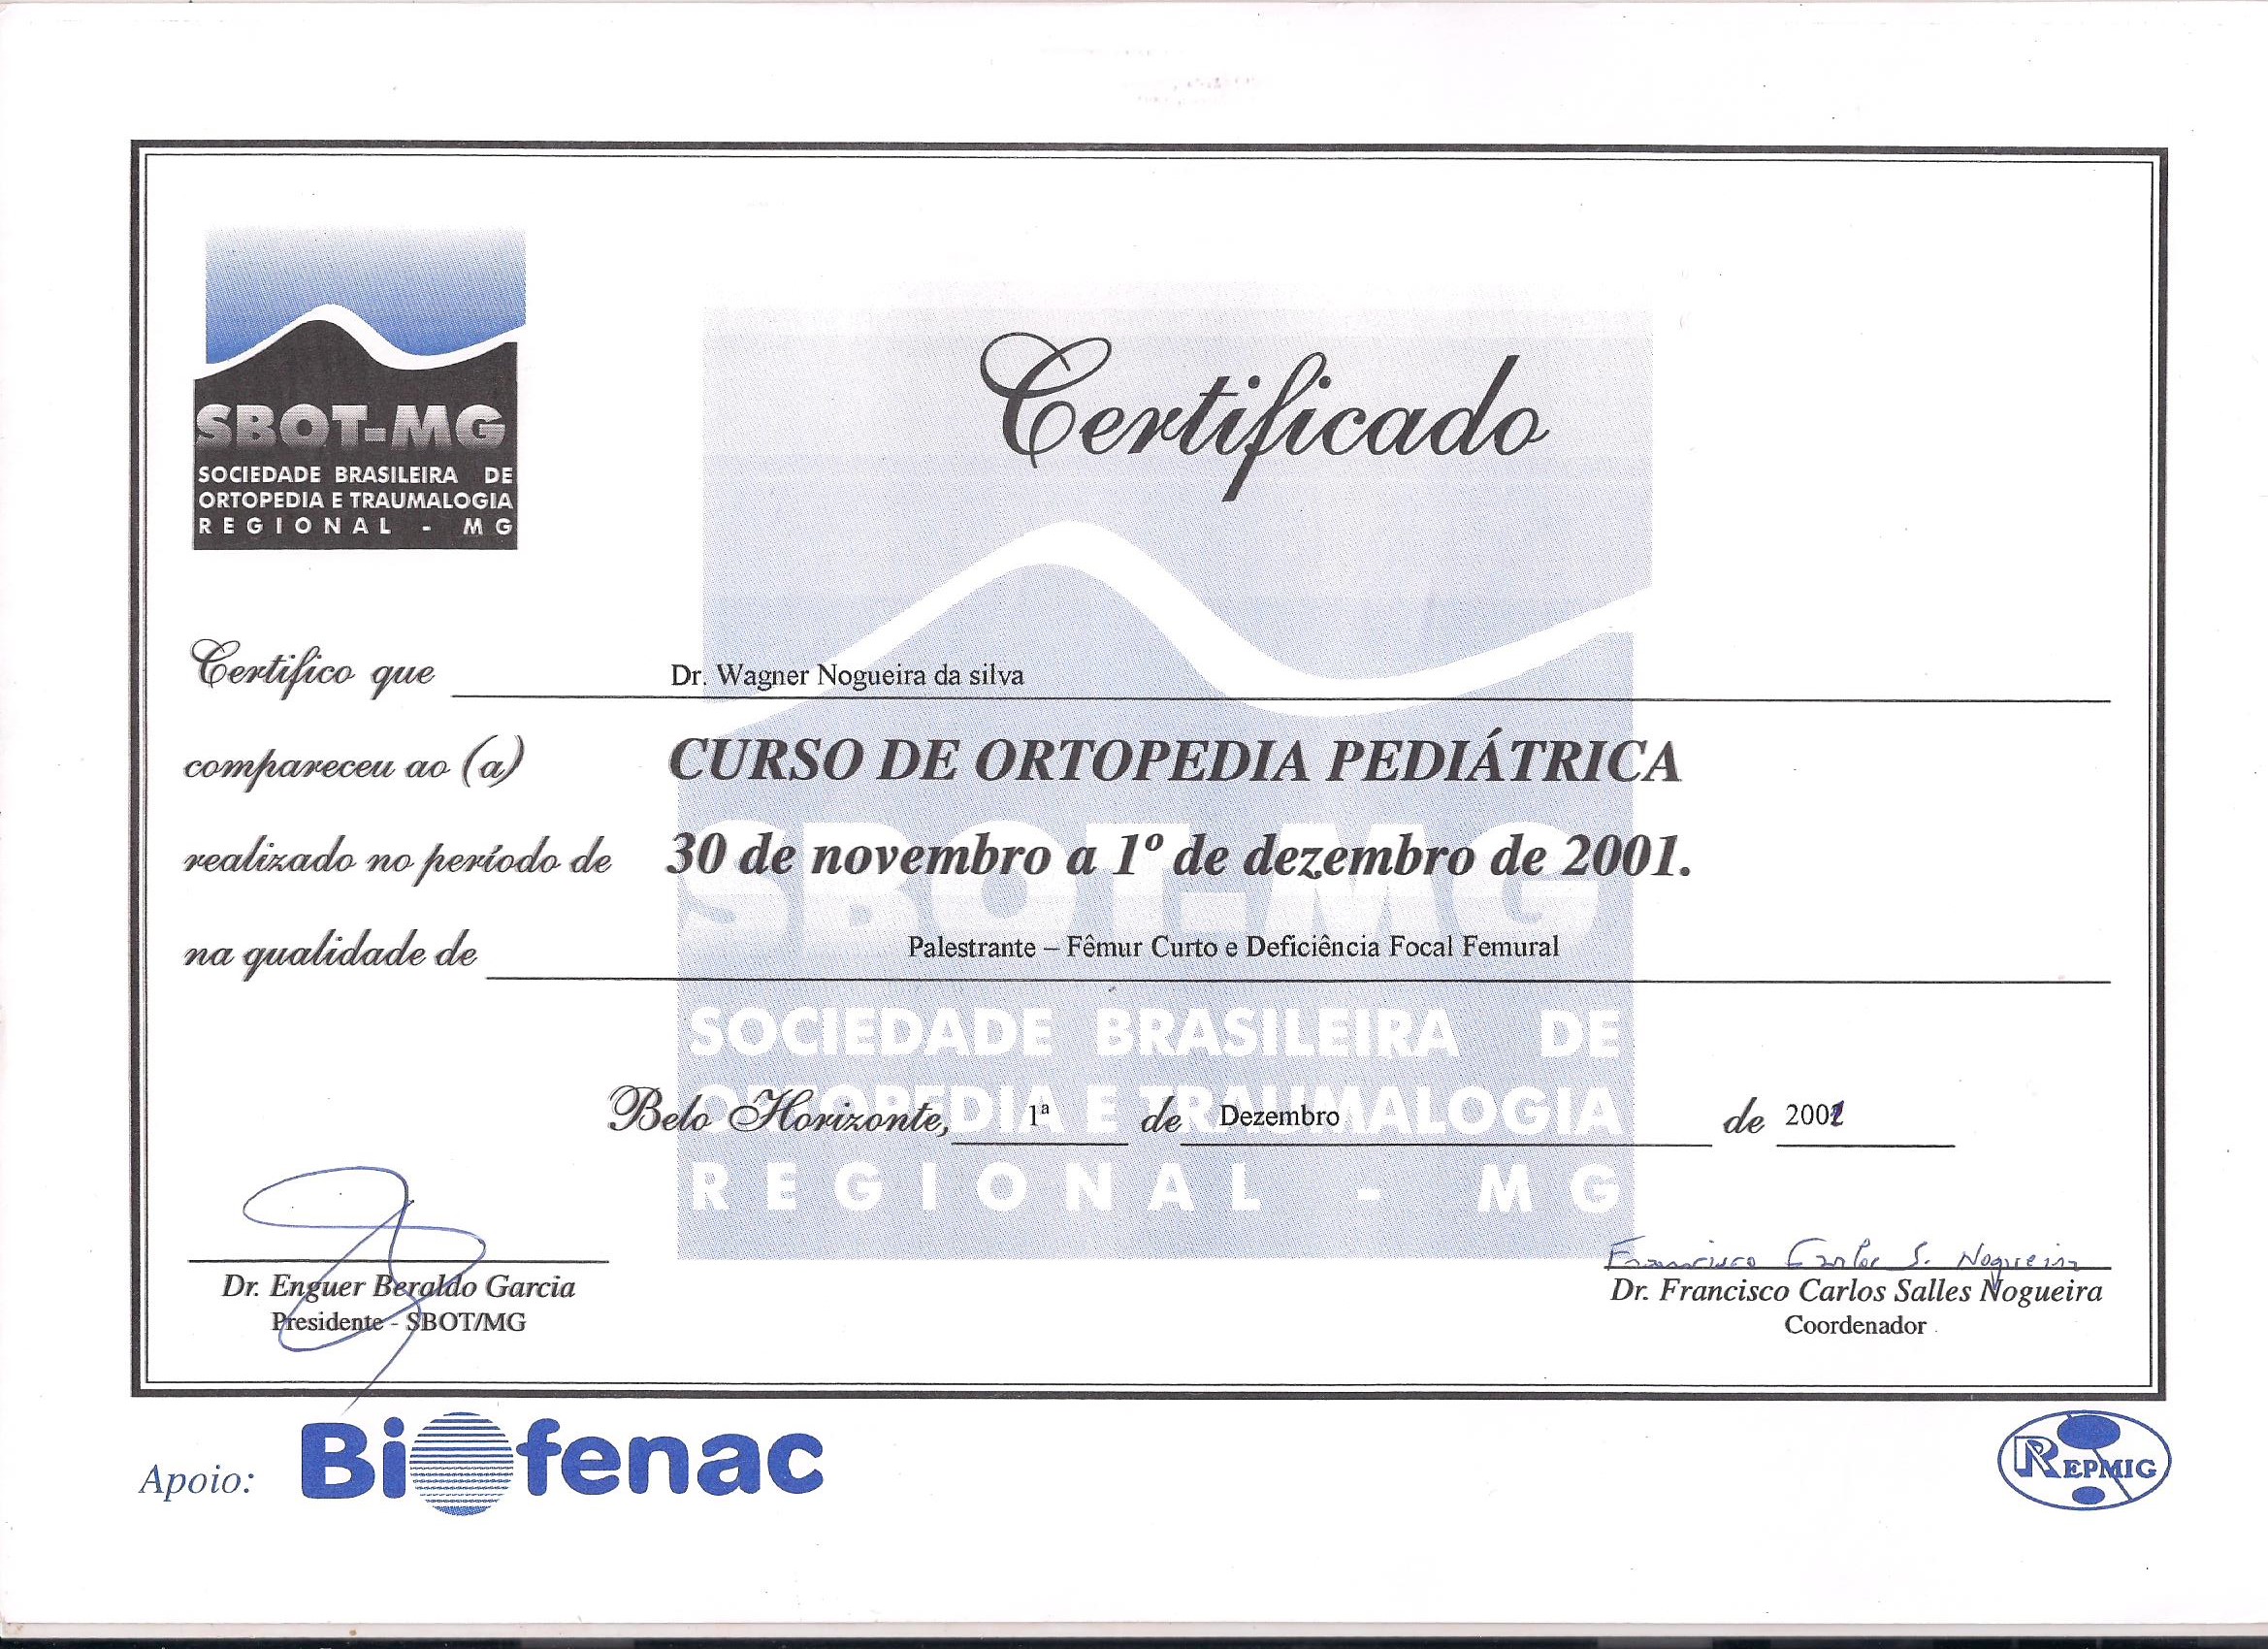 SBOT-MG
SOCIEDADE BRASILEIRA DE
ORTOPEDIA E TRAUMALOGIA
REGIONAL - MG
Certificado
Certifico que Dr. Wagner Nogueira da silva
compareceu ao (a) CURSO DE ORTOPEDIA PEDIÁTRICA
realizado no período de 30 de novembro a 1º de dezembro de 2001.
na qualidade de Palestrante – Fêmur Curto e Deficiência Focal Femural
SBOT-MG
SOCIEDADE BRASILEIRA DE
ORTOPEDIA E TRAUMALOGIA
REGIONAL - MG
Belo Horizonte, 1ª de Dezembro de 2001
Francisco Carlos S. Nogueira
Dr. Enguer Beraldo Garcia
Presidente - SBOT/MG
Dr. Francisco Carlos Salles Nogueira
Coordenador
Apoio: Biofenac
REPMIG